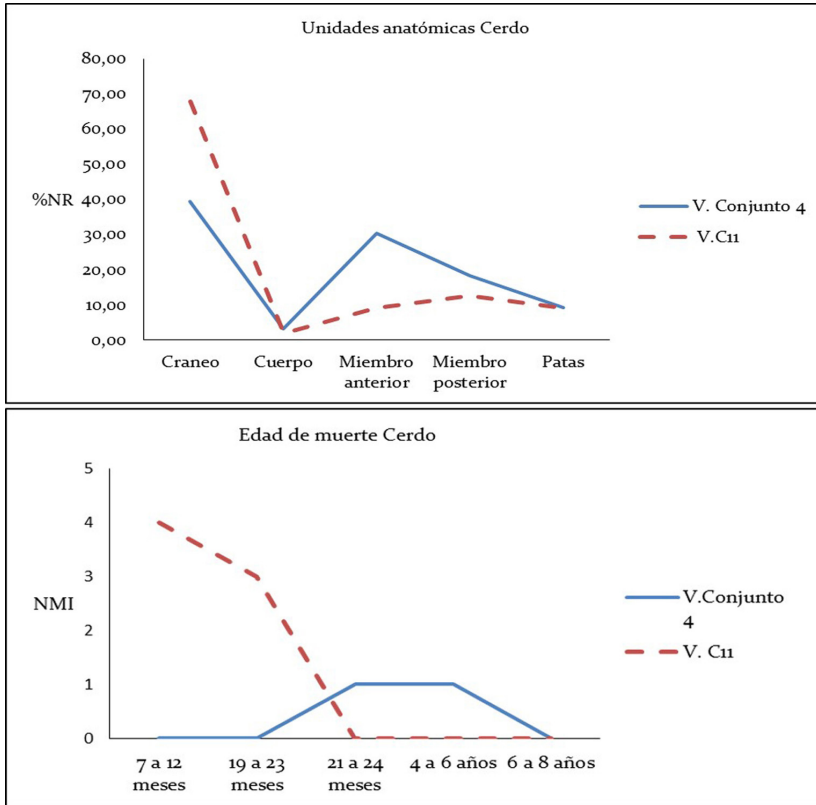 Unidades anatómicas Cerdo
80,00
70,00
60,00
50,00
40,00
30,00
20,00
10,00
0,00
%NR
Craneo
Cuerpo
Miembro
anterior
Miembro
posterior
Patas
V. Conjunto 4
V.C11
Edad de muerte Cerdo
5
4
3
2
1
0
NMI
7 a 12
meses
19 a 23
meses
21 a 24
meses
4 a 6 años
6 a 8 años
V.Conjunto
4
V. C11